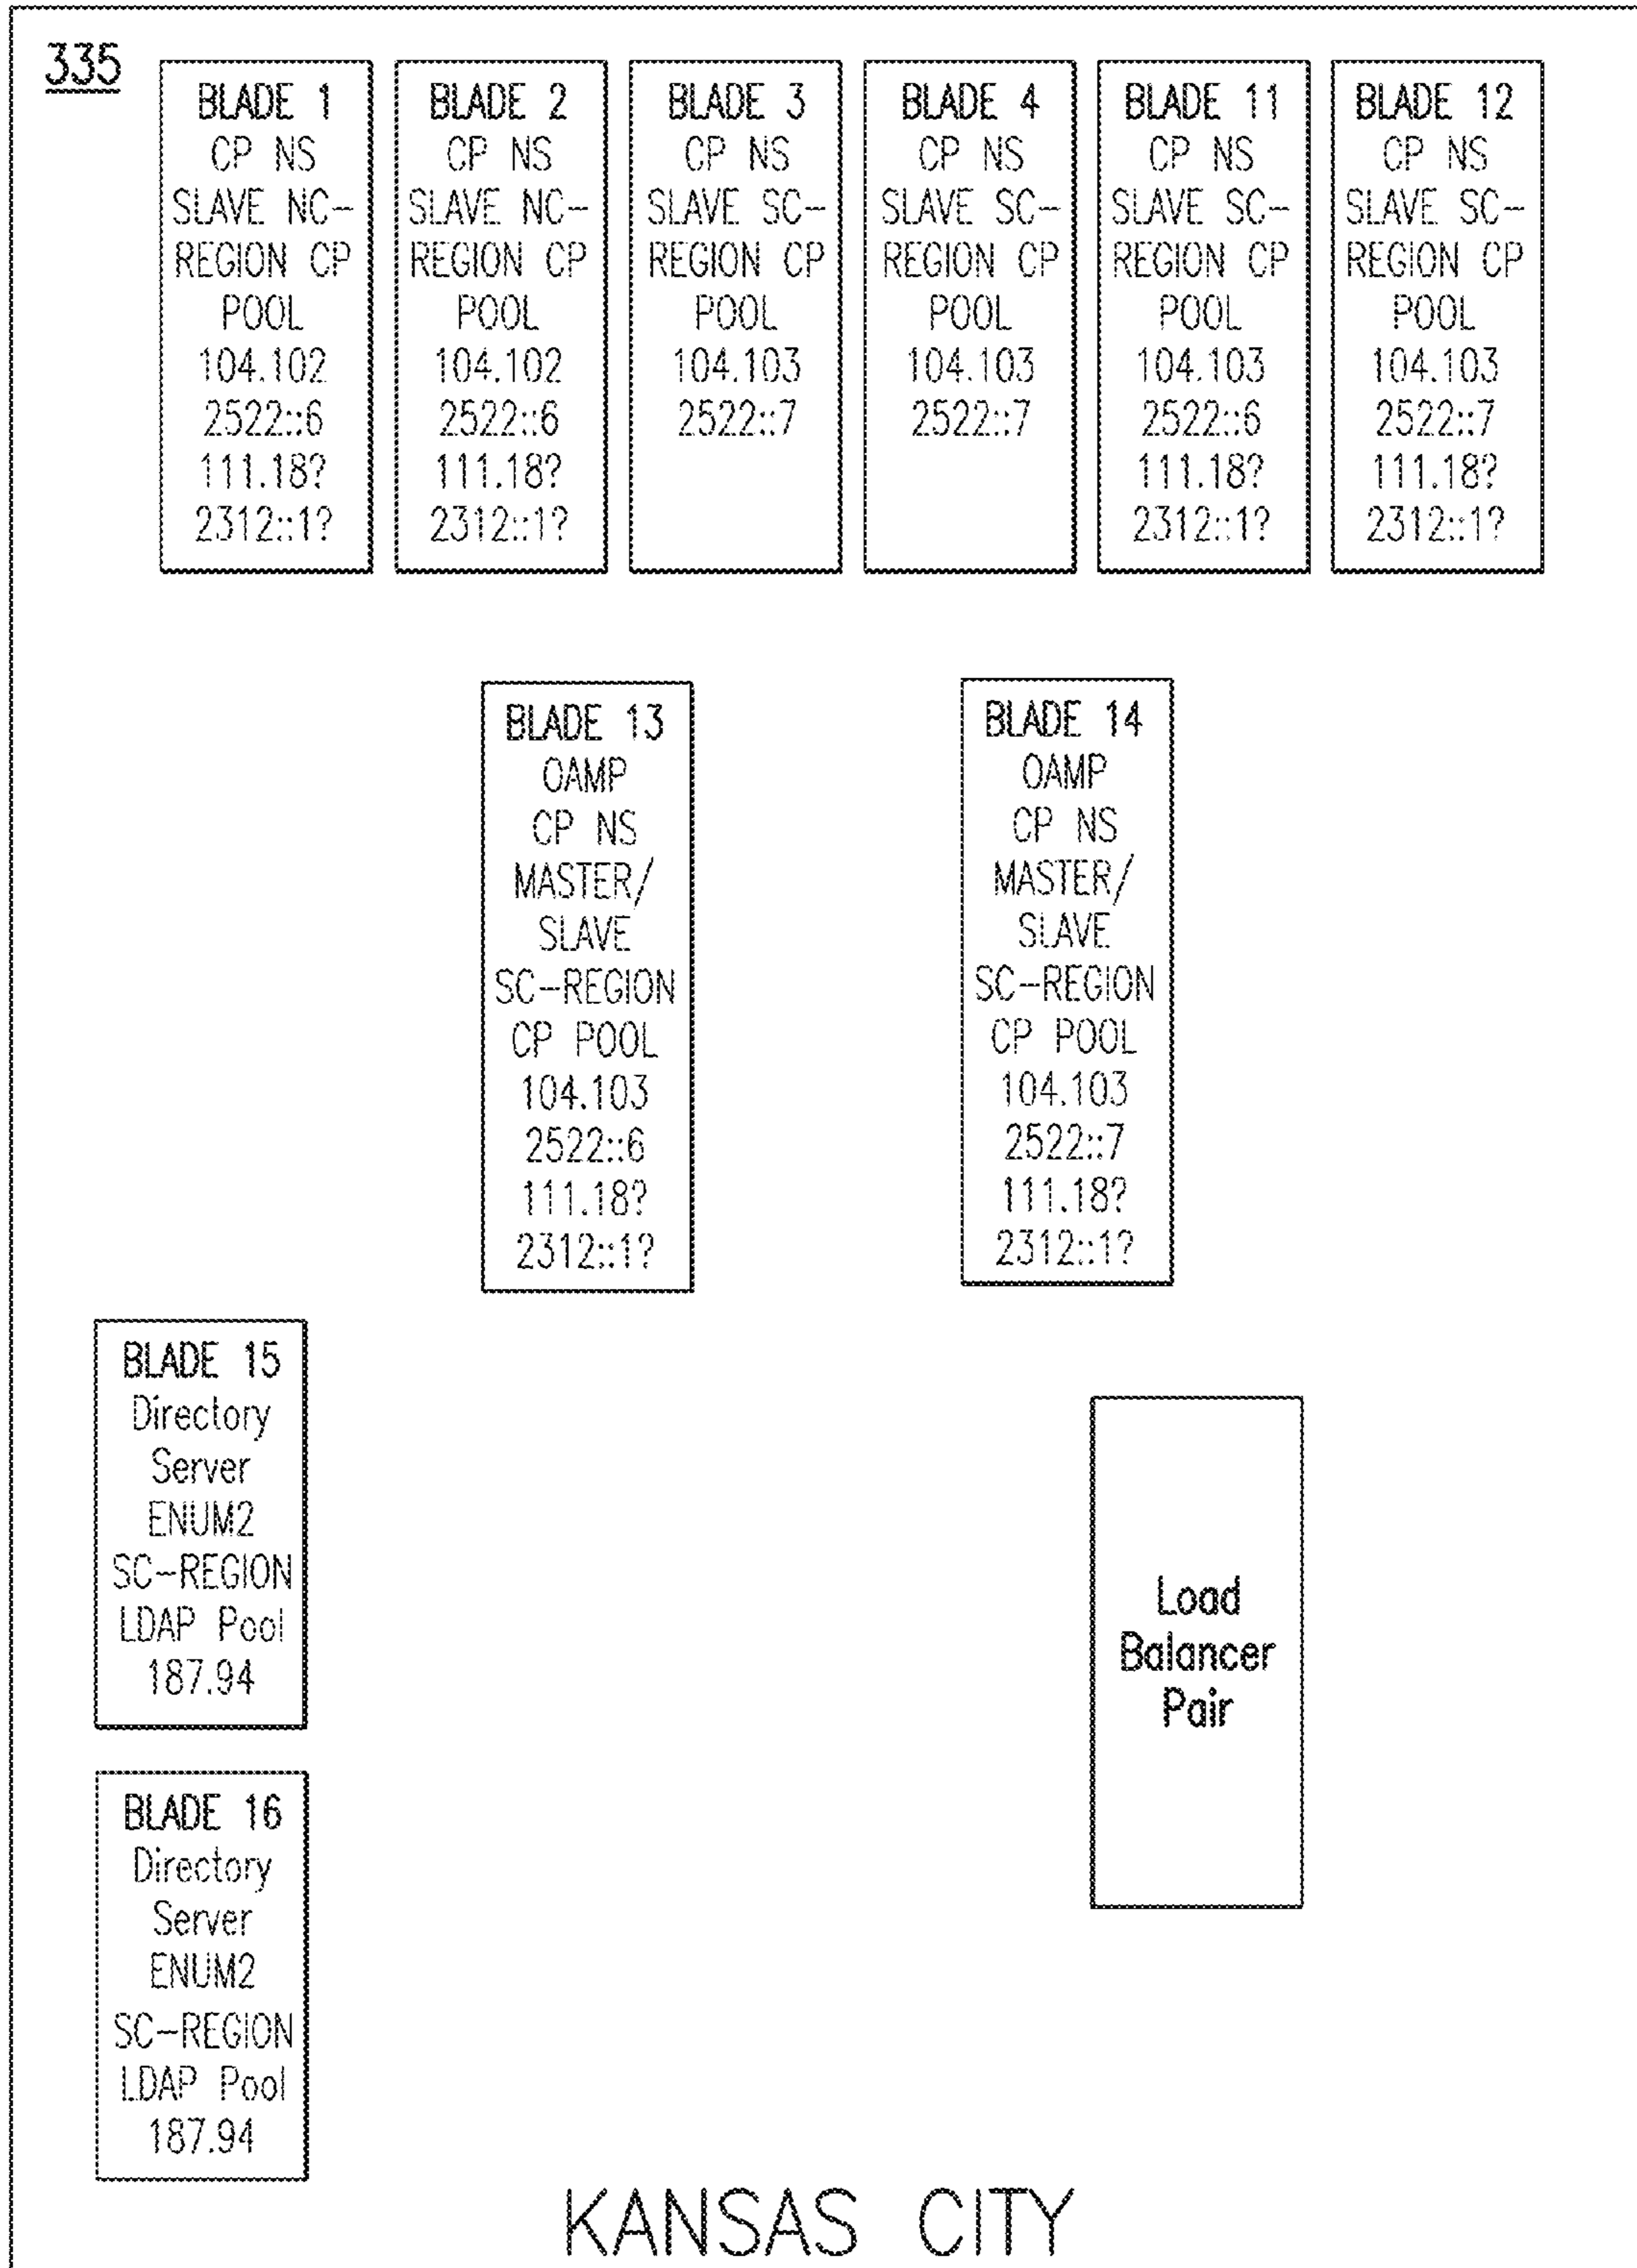 335
BLADE 1
CP NS
SLAVE NC-
REGION CP
POOL
104.102
2522::6
111.18?
2312::1?
BLADE 2
CP NS
SLAVE NC-
REGION CP
POOL
104.102
2522::6
111.18?
2312::1?
BLADE 3
CP NS
SLAVE SC-
REGION CP
POOL
104.103
2522::7
BLADE 4
CP NS
SLAVE SC-
REGION CP
POOL
104.103
2522::7
BLADE 11
CP NS
SLAVE SC-
REGION CP
POOL
104.103
2522::6
111.18?
2312::1?
BLADE 12
CP NS
SLAVE SC-
REGION CP
POOL
104.103
2522::7
111.18?
2312::1?
BLADE 13
OAMP
CP NS
MASTER/
SLAVE
SC-REGION
CP POOL
104.103
2522::6
111.18?
2312::1?
BLADE 14
OAMP
CP NS
MASTER/
SLAVE
SC-REGION
CP POOL
104.103
2522::7
111.18?
2312::1?
BLADE 15
Directory
Server
ENUM2
SC-REGION
LDAP Pool
187.94
Load
Balancer
Pair
BLADE 16
Directory
Server
ENUM2
SC-REGION
LDAP Pool
187.94
KANSAS CITY